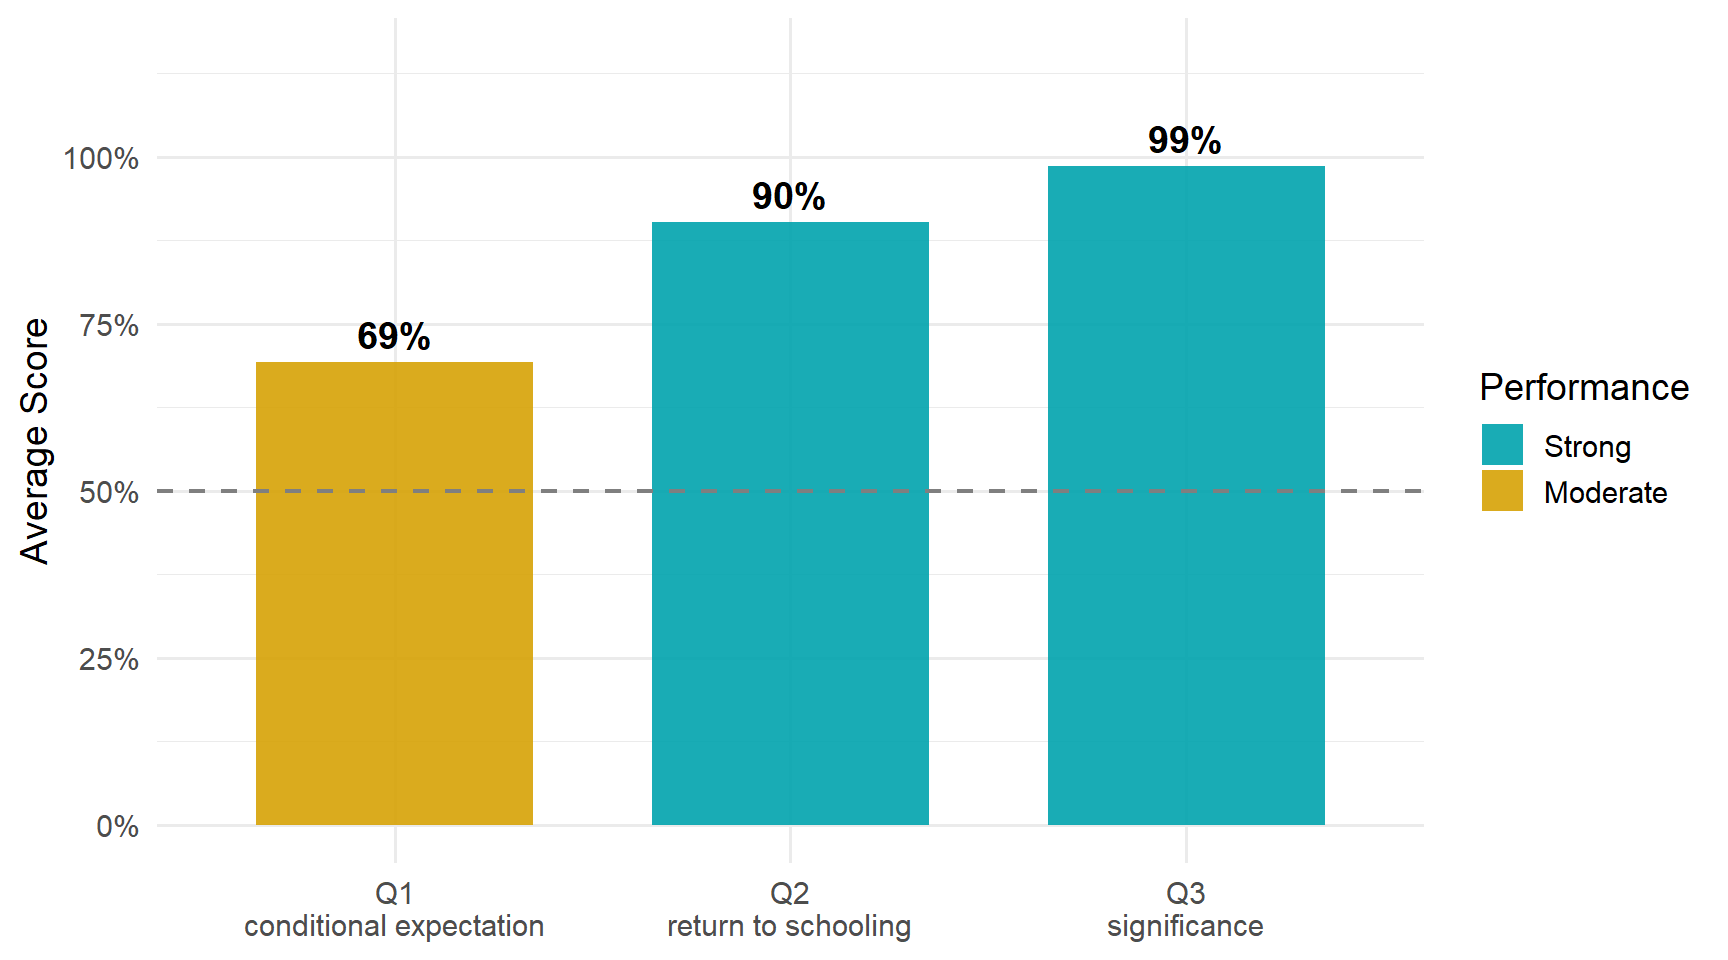 99%
100%
90%
75%
69%
50%
25%
0%
Average Score
Q1
conditional expectation
Q2
return to schooling
Q3
significance
Performance
Strong
Moderate